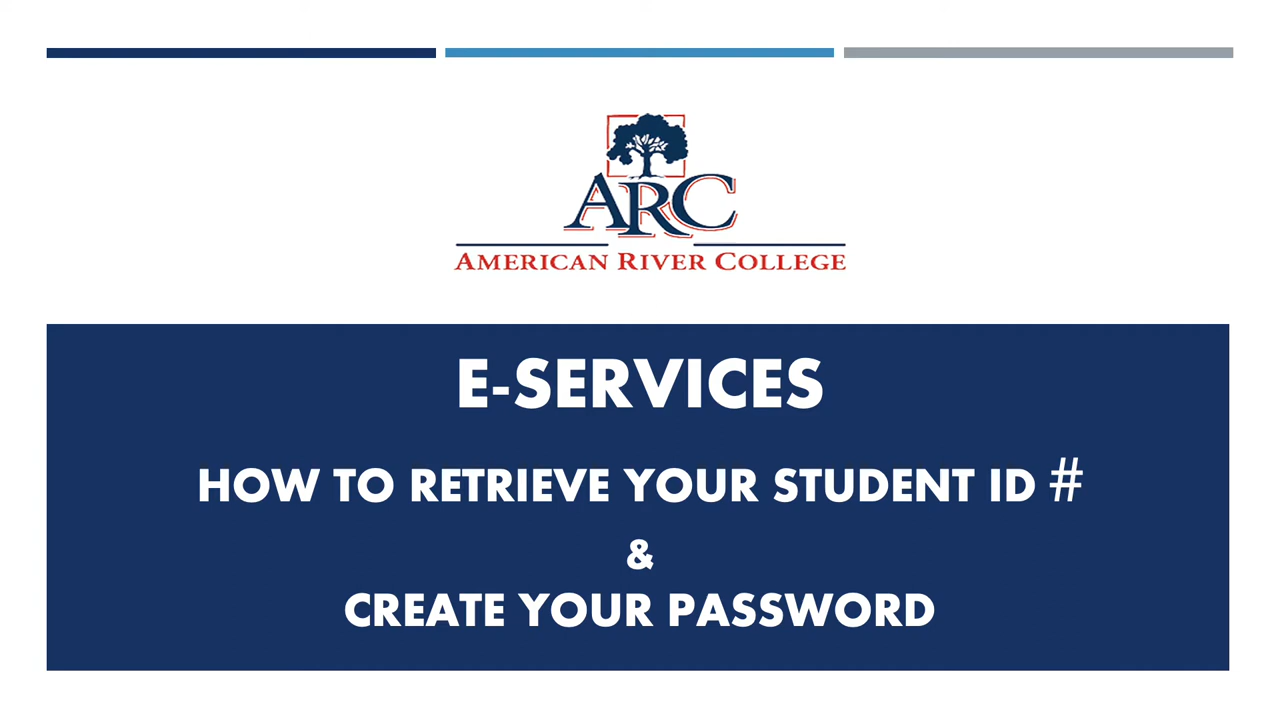 ARC
AMERICAN RIVER COLLEGE
E-SERVICES
HOW TO RETRIEVE YOUR STUDENT ID #
&
CREATE YOUR PASSWORD